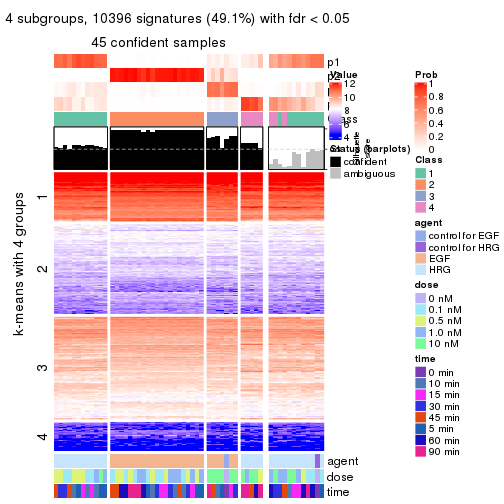 4 subgroups, 10396 signatures (49.1%) with fdr < 0.05
45 confident samples
p1
Value
12
10
8
6
4
Status (barplots)
confident
ambiguous
1
2
3
4
k-means with 4 groups
agent
dose
time
Prob
1
0.8
0.6
0.4
0.2
0
Class
1
2
3
4
agent
control for EGF
control for HRG
EGF
HRG
dose
0 nM
0.1 nM
0.5 nM
1.0 nM
10 nM
time
0 min
10 min
15 min
30 min
45 min
5 min
60 min
90 min